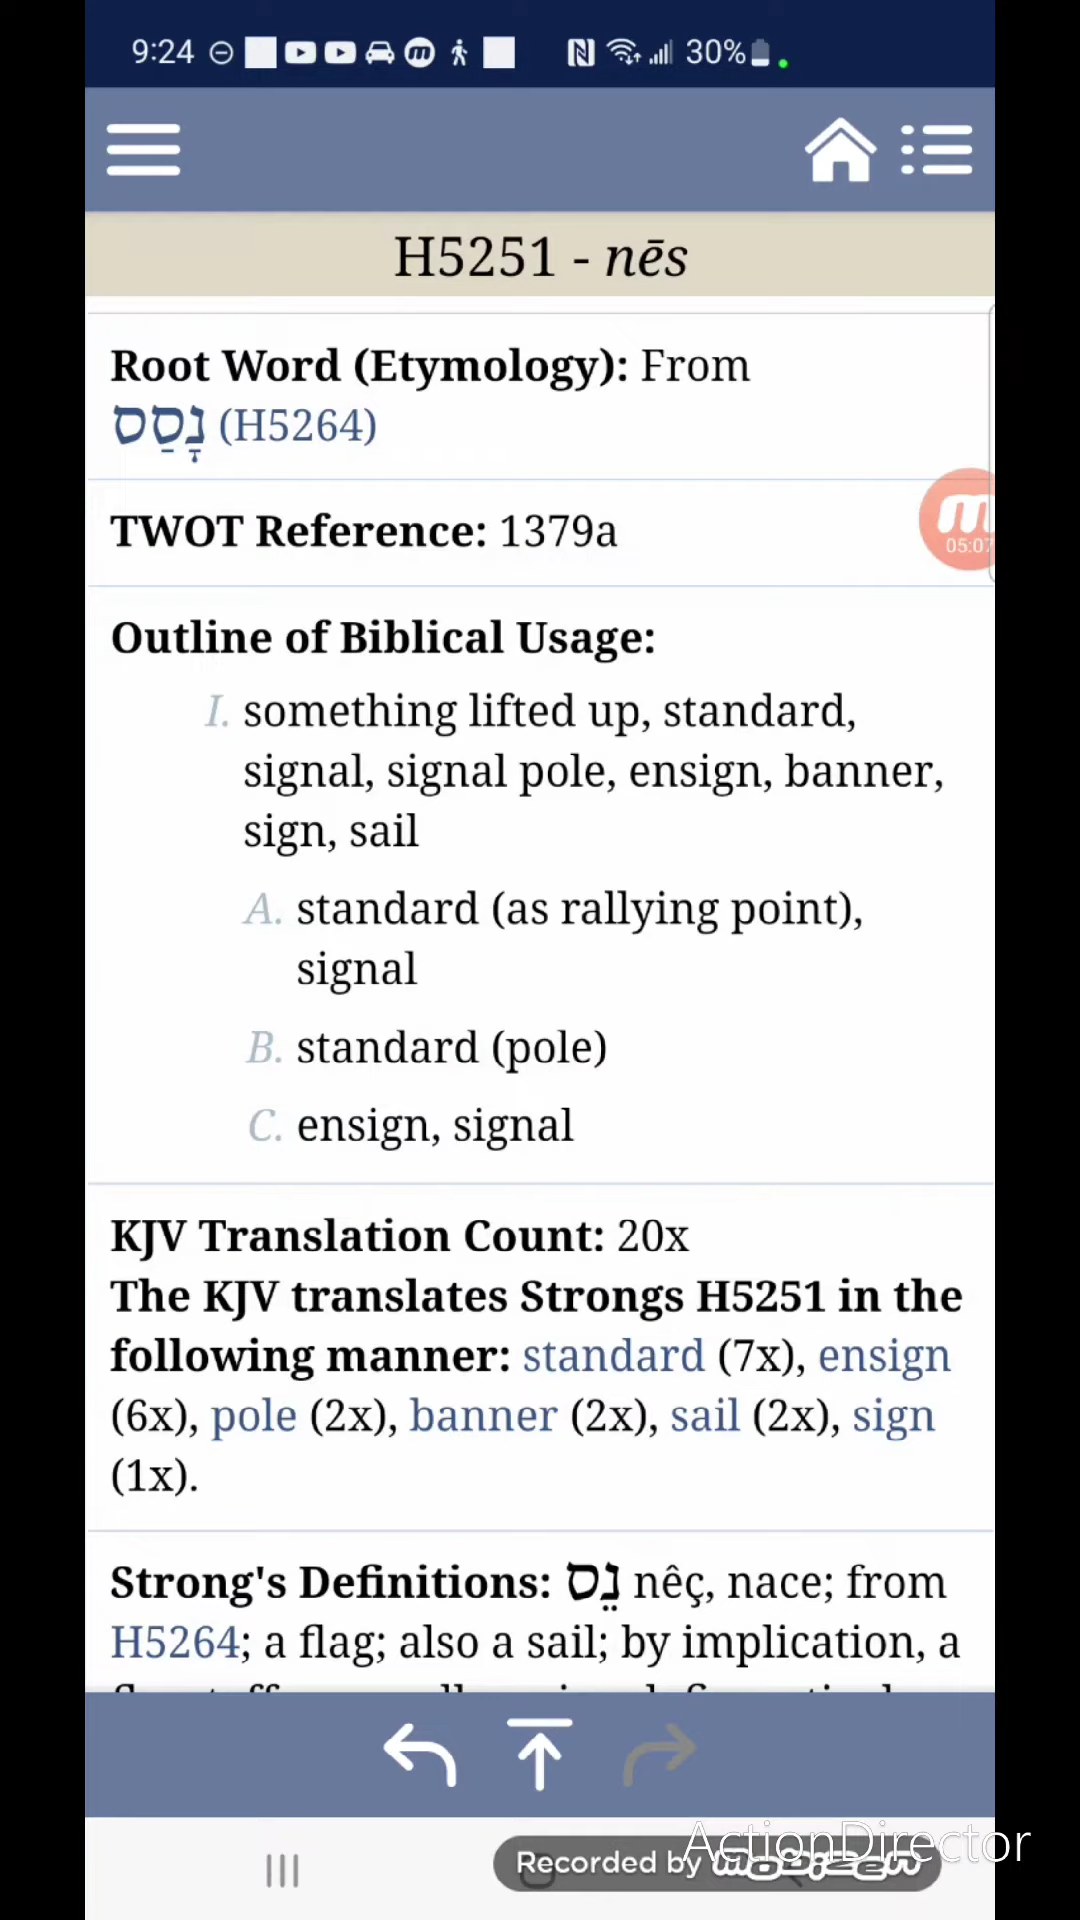 9:24 30%
H5251 - nēs
Root Word (Etymology): From
נָסַס (H5264)
TWOT Reference: 1379a
05:07
Outline of Biblical Usage:
I. something lifted up, standard,
signal, signal pole, ensign, banner,
sign, sail
A. standard (as rallying point),
signal
B. standard (pole)
C. ensign, signal
KJV Translation Count: 20x
The KJV translates Strongs H5251 in the
following manner: standard (7x), ensign
(6x), pole (2x), banner (2x), sail (2x), sign
(1x).
Strong's Definitions: נֵס nêç, nace; from
H5264; a flag; also a sail; by implication, a
ActionDirector
Recorded by mobizen